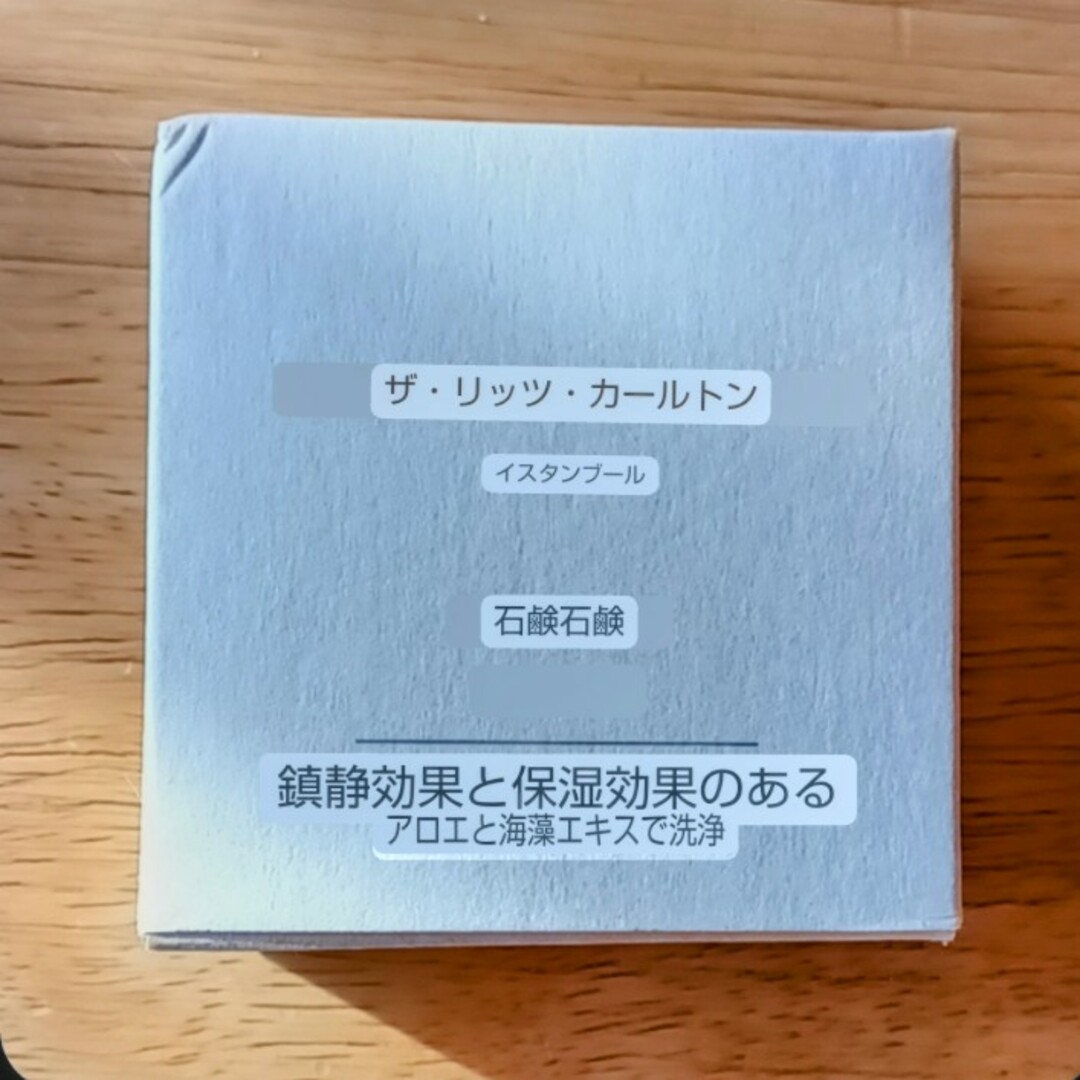 ザ・リッツ・カールトン
イスタンブール
石鹸石鹸
鎮静効果と保湿効果のある
アロエと海藻エキスで洗浄